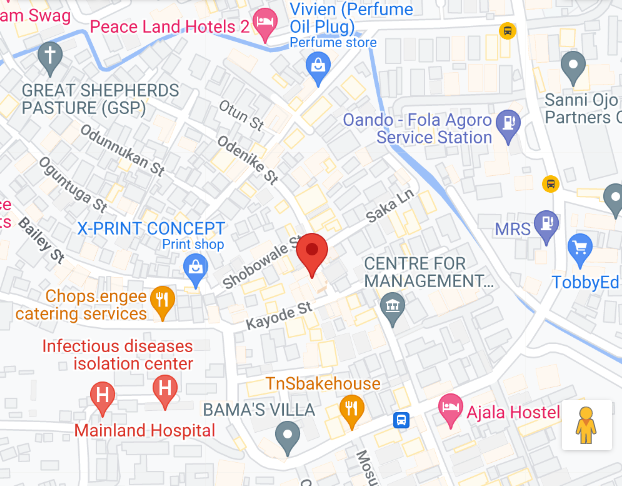 am Swag
Peace Land Hotels 2
Vivien (Perfume
Oil Plug)
Perfume store
GREAT SHEPHERDS
PASTURE (GSP)
Otun St
Sanni Ojo
Partners C
Oando - Fola Agoro
Service Station
Odunnukan St
Odenike St
Oguntuga St
ce
ts
Saka Ln
Bailey St
X-PRINT CONCEPT
Print shop
MRS
Shobowale St
CENTRE FOR
MANAGEMENT...
TobbyEd
Chops.engee
catering services
Kayode St
Infectious diseases
isolation center
H
H
Mainland Hospital
TnSbakehouse
BAMA'S VILLA
Ajala Hostel
Mosu